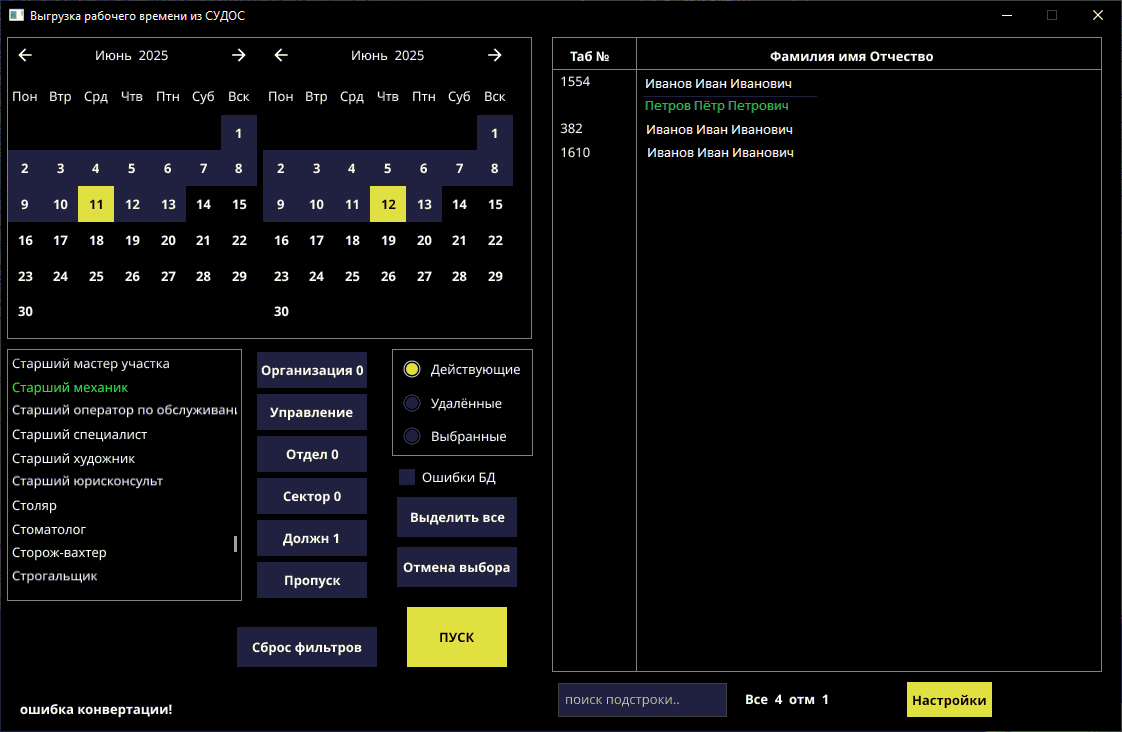 Выгрузка рабочего времени из СУДОС
Июнь 2025
Пон Втр Срд Чтв Птн Суб Вск
1
2 3 4 5 6 7 8
9 10 11 12 13 14 15
16 17 18 19 20 21 22
23 24 25 26 27 28 29
30
Июнь 2025
Пон Втр Срд Чтв Птн Суб Вск
1
2 3 4 5 6 7 8
9 10 11 12 13 14 15
16 17 18 19 20 21 22
23 24 25 26 27 28 29
30
Старший мастер участка
Старший механик
Старший оператор по обслуживани
Старший специалист
Старший художник
Старший юрисконсульт
Столяр
Стоматолог
Сторож-вахтер
Строгальщик
Организация 0
Управление
Отдел 0
Сектор 0
Должн 1
Пропуск
Сброс фильтров
Действующие
Удалённые
Выбранные
Ошибки БД
Выделить все
Отмена выбора
ПУСК
ошибка конвертации!
Таб № Фамилия имя Отчество
1554 Иванов Иван Иванович
Петров Пётр Петрович
382 Иванов Иван Иванович
1610 Иванов Иван Иванович
поиск подстроки..
Все 4 отм 1
Настройки